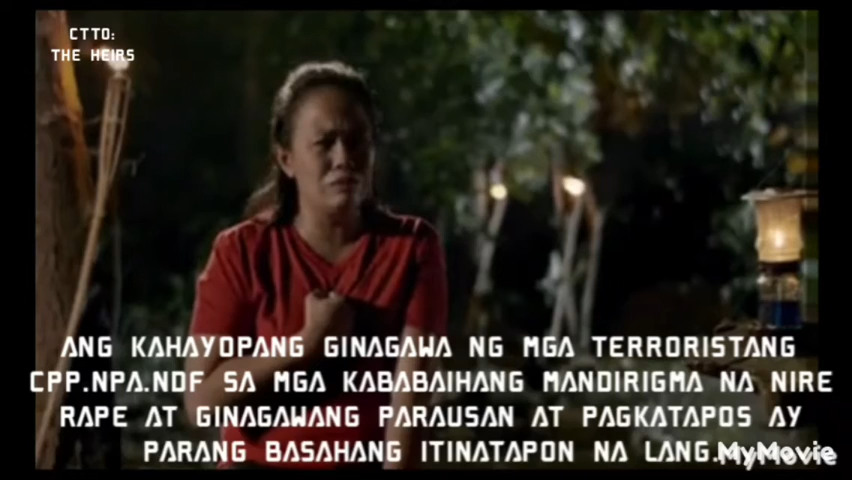 CTTO:
THE HEIRS
ANG KAHAYOPANG GINAGAWA NG MGA TERRORISTANG
CPP.NPA.NDF SA MGA KABABAIHANG MANDIRIGMA NA NIRE
RAPE AT GINAGAWANG PARAUSAN AT PAGKATAPOS AY
PARANG BASAHANG ITINATAPON NA LANG.
MyMovie